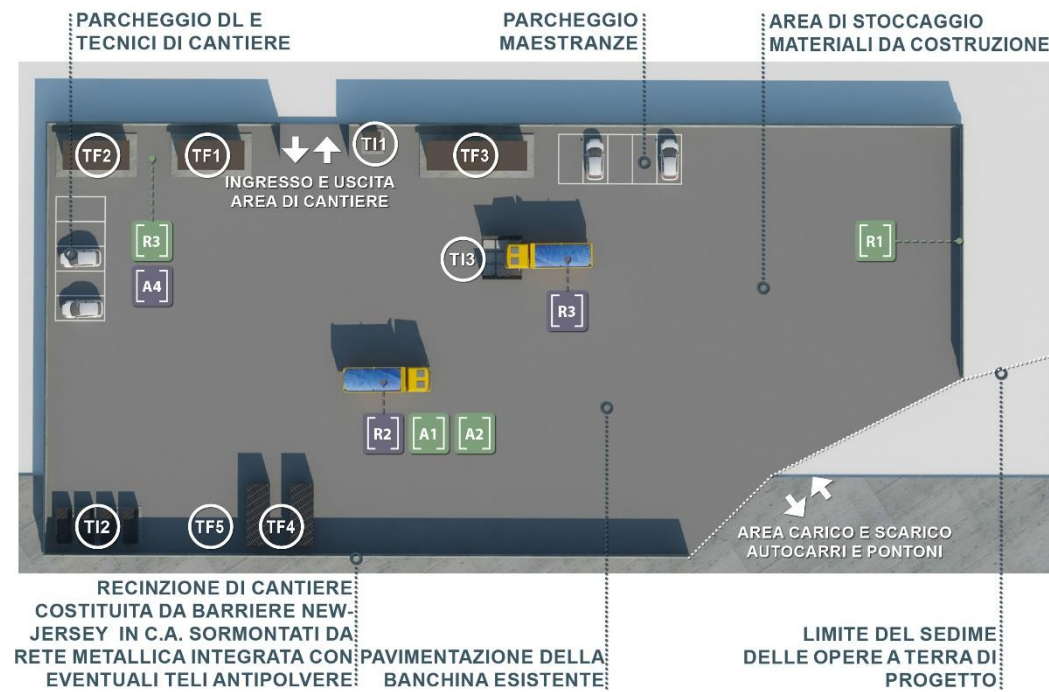 PARCHEGGIO DL E
TECNICI DI CANTIERE
PARCHEGGIO
MAESTRANZE
AREA DI STOCCAGGIO
MATERIALI DA COSTRUZIONE
TF2
TF1
TI1
TF3
INGRESSO E USCITA
AREA DI CANTIERE
[R3]
[A4]
TI3
[R3]
[R1]
[R2]
[A1]
[A2]
TI2
TF5
TF4
AREA CARICO E SCARICO
AUTOCARRI E PONTONI
RECINZIONE DI CANTIERE
COSTITUITA DA BARRIERE NEW-
JERSEY IN C.A. SORMONTATI DA
RETE METALLICA INTEGRATA CON
EVENTUALI TELI ANTIPOLVERE
PAVIMENTAZIONE DELLA
BANCHINA ESISTENTE
LIMITE DEL SEDIME
DELLE OPERE A TERRA DI
PROGETTO